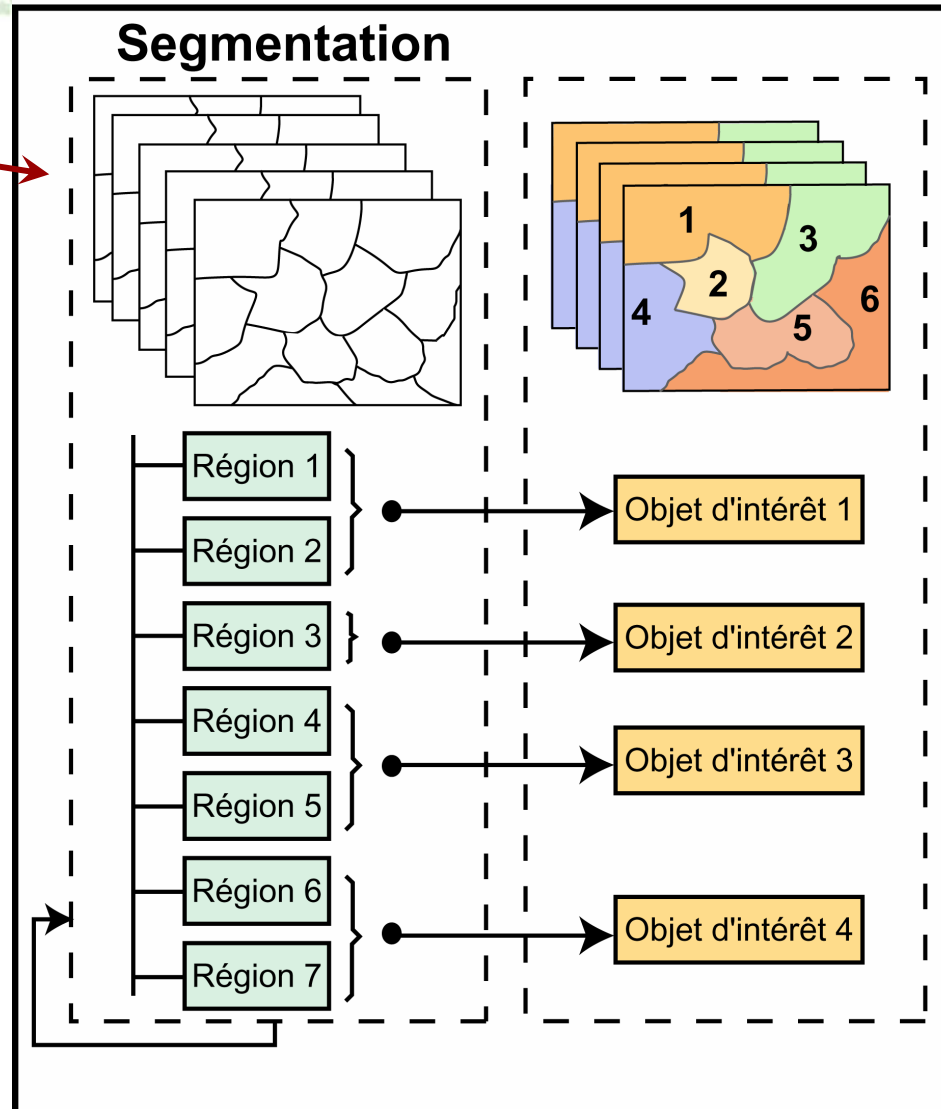 Segmentation
1
2
3
4
5
6
Région 1
Région 2
Région 3
Région 4
Région 5
Région 6
Région 7
Objet d'intérêt 1
Objet d'intérêt 2
Objet d'intérêt 3
Objet d'intérêt 4